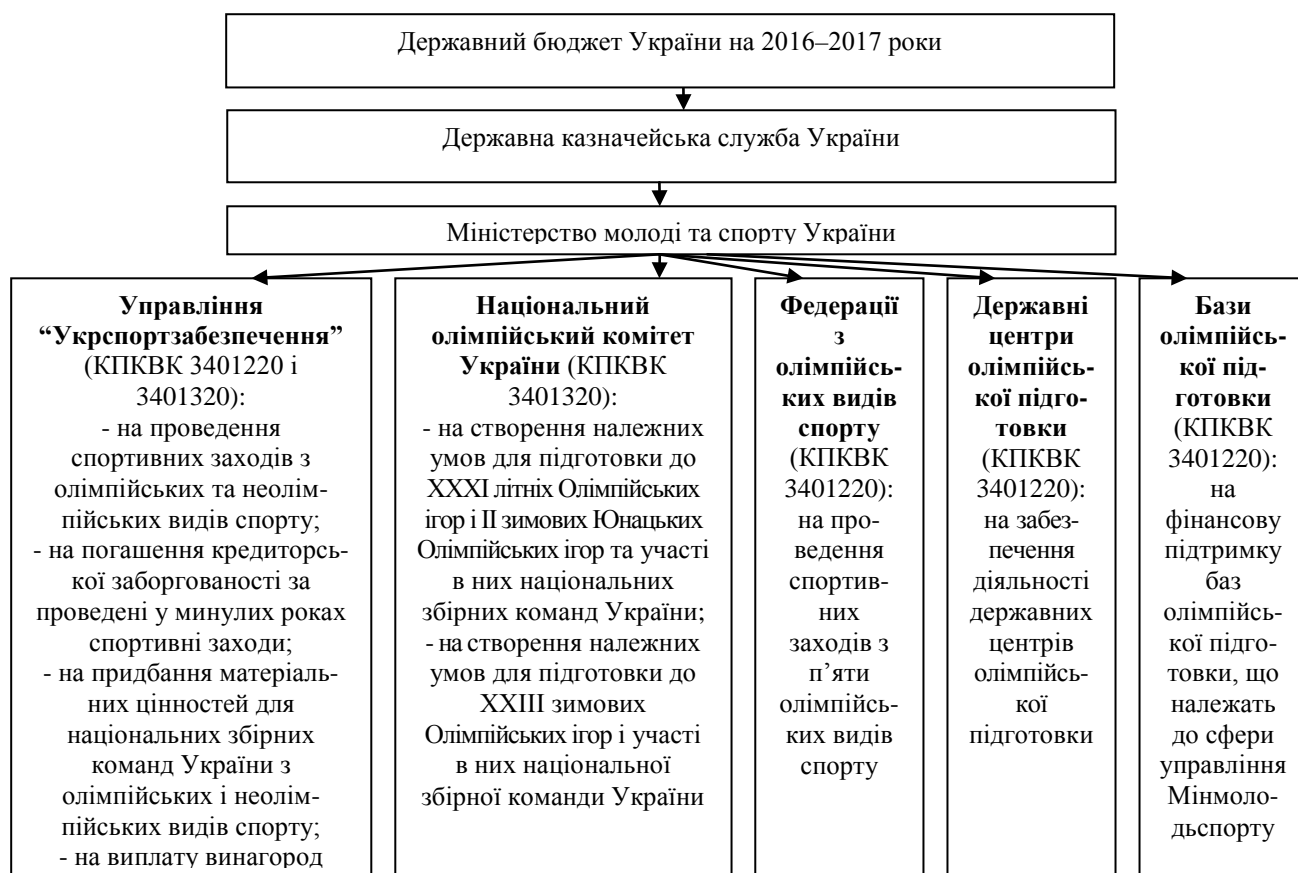 Державний бюджет України на 2016–2017 роки
Державна казначейська служба України
Міністерство молоді та спорту України
Управління
“Укрспортзабезпечення”
(КПКВК 3401220 і
3401320):
- на проведення
спортивних заходів з
олімпійських та неолім-
пійських видів спорту;
- на погашення кредиторсь-
кої заборгованості за
проведені у минулих роках
спортивні заходи;
- на придбання матеріаль-
них цінностей для
національних збірних
команд України з
олімпійських і неолім-
пійських видів спорту;
- на виплату винагород
Національний
олімпійський комітет
України (КПКВК
3401320):
- на створення належних
умов для підготовки до
XXXI літніх Олімпійських
ігор і II зимових Юнацьких
Олімпійських ігор та участі
в них національних
збірних команд України;
- на створення належних
умов для підготовки до
XXIII зимових
Олімпійських ігор і участі
в них національної
збірної команди України
Федерації
з
олімпійсь-
ких видів
спорту
(КПКВК
3401220):
на про-
ведення
спортив-
них
заходів з
п’яти
олімпійсь-
ких видів
спорту
Державні
центри
олімпійсь-
кої підго-
товки
(КПКВК
3401220):
на забез-
печення
діяльності
державних
центрів
олімпійсь-
кої
підготовки
Бази
олімпійсь-
кої під-
готовки
(КПКВК
3401220):
на
фінансову
підтримку
баз
олімпійсь-
кої підго-
товки, що
належать
до сфери
управління
Мінмоло-
дьспорту